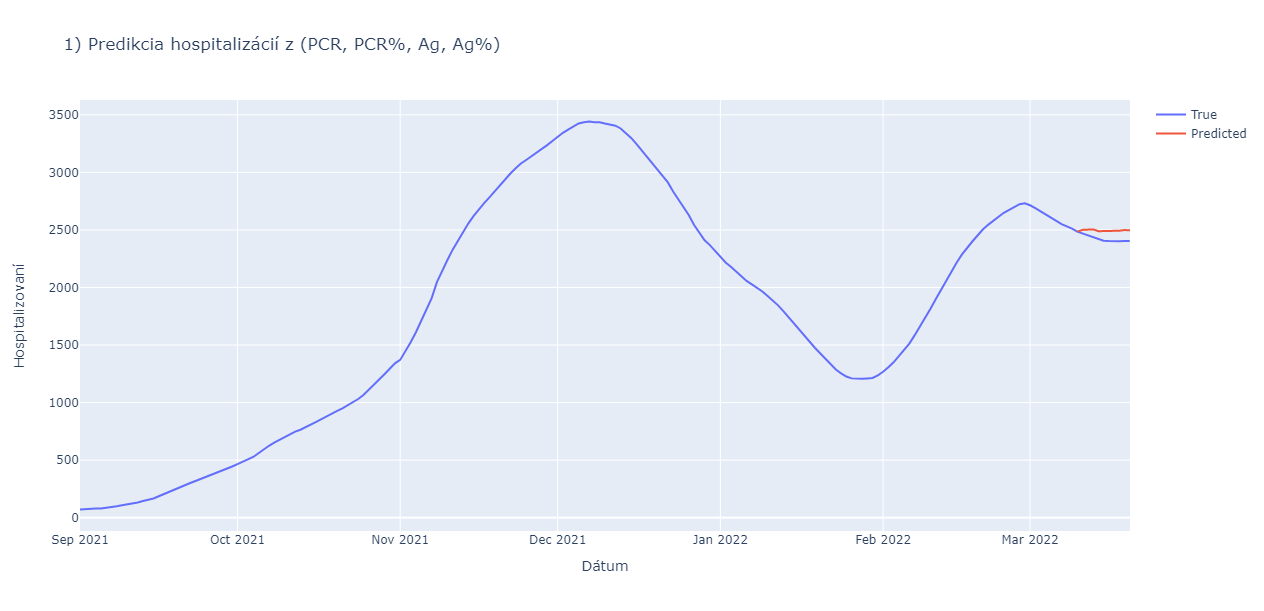 1) Predikcia hospitalizácií z (PCR, PCR%, Ag, Ag%)
True
Predicted
3500
3000
2500
2000
1500
1000
500
0
Hospitalizovaní
Sep 2021 Oct 2021 Nov 2021 Dec 2021 Jan 2022 Feb 2022 Mar 2022
Dátum